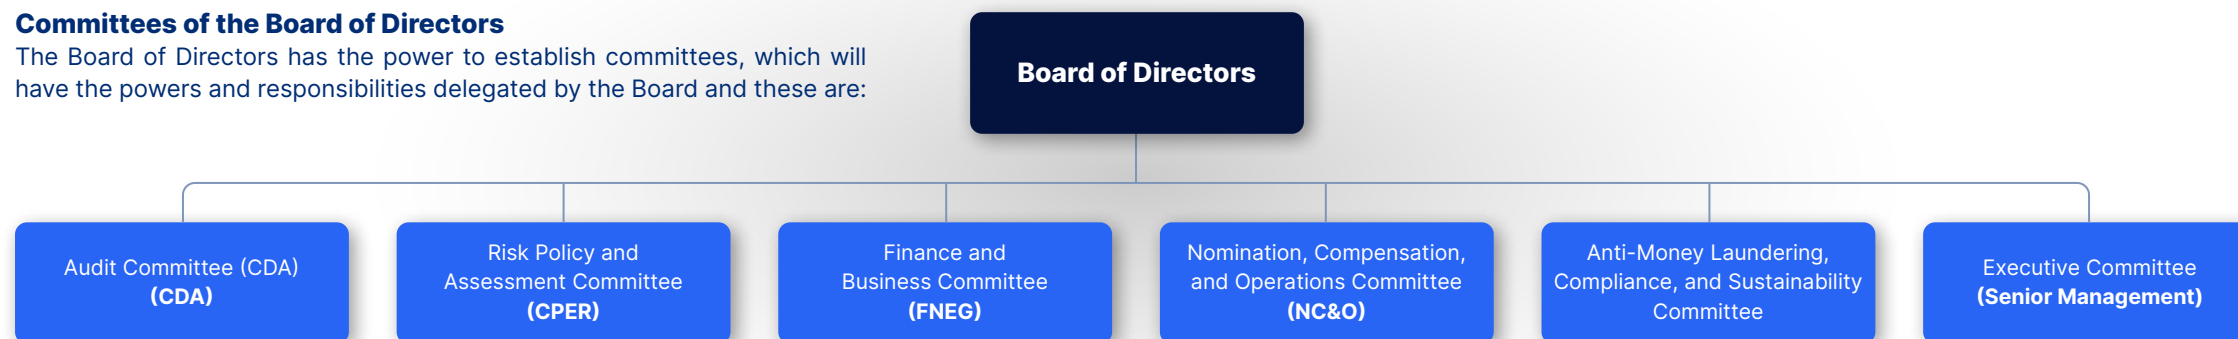 Committees of the Board of Directors
The Board of Directors has the power to establish committees, which will
have the powers and responsibilities delegated by the Board and these are:
Board of Directors
Audit Committee (CDA)
(CDA)
Risk Policy and
Assessment Committee
(CPER)
Finance and
Business Committee
(FNEG)
Nomination, Compensation,
and Operations Committee
(NC&O)
Anti-Money Laundering,
Compliance, and Sustainability
Committee
Executive Committee
(Senior Management)